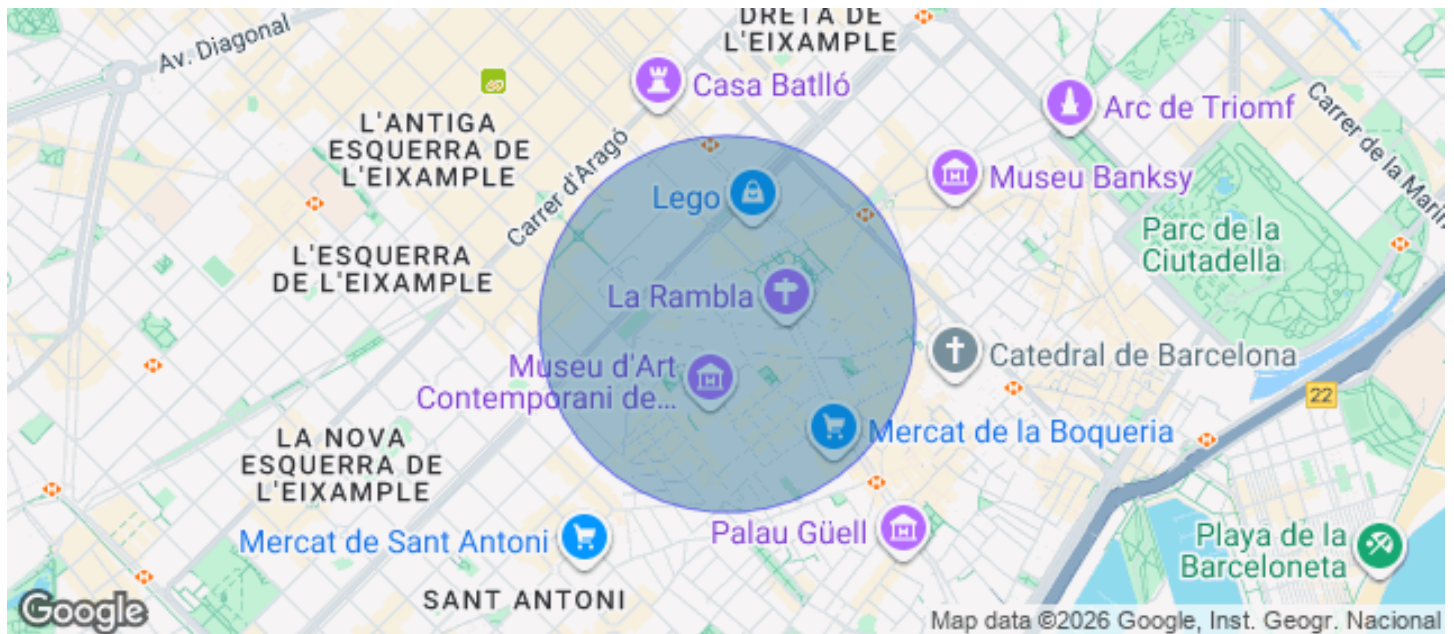 DRETA DE
L'EIXAMPLE
Av. Diagonal
Casa Batlló
Arc de Triomf
Carrer de la Marin
L'ANTIGA
ESQUERRA DE
L'EIXAMPLE
Carrer d'Aragó
Lego
Museu Banksy
Parc de la
Ciutadella
L'ESQUERRA
DE L'EIXAMPLE
La Rambla
Museu d'Art
Contemporani de...
Catedral de Barcelona
22
Mercat de la Boqueria
LA NOVA
ESQUERRA DE
L'EIXAMPLE
Mercat de Sant Antoni
Palau Güell
Playa de la
Barceloneta
SANT ANTONI
Google
Map data ©2026 Google, Inst. Geogr. Nacional